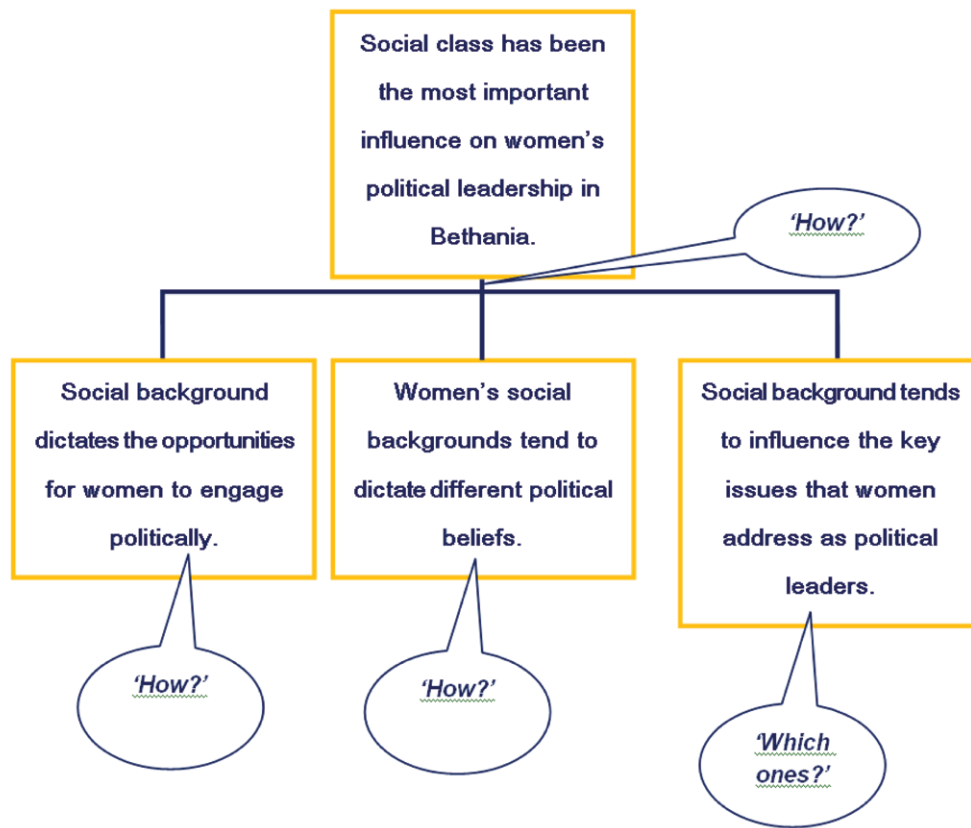 Social class has been
the most important
influence on women's
political leadership in
Bethania.
'How?'
Social background
dictates the opportunities
for women to engage
politically.
Women's social
backgrounds tend to
dictate different political
beliefs.
Social background tends
to influence the key
issues that women
address as political
leaders.
'How?'
'How?'
'Which
ones?'